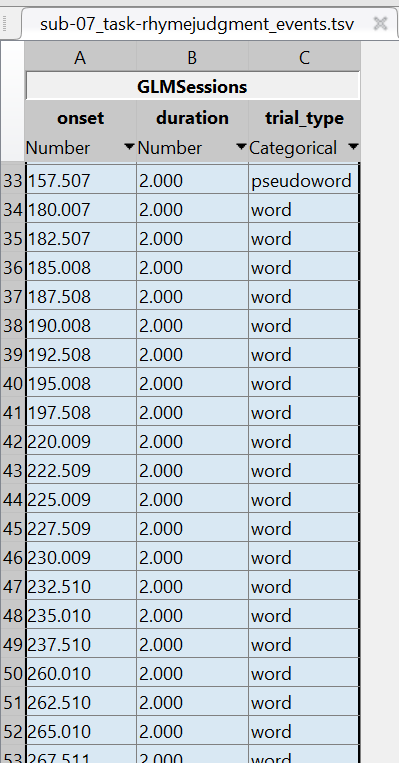 sub-07_task-rhymejudgment_events.tsv
A B C
GLMSessions
onset duration trial_type
Number Number Categorical
33 157.507 2.000 pseudoword
34 180.007 2.000 word
35 182.507 2.000 word
36 185.008 2.000 word
37 187.508 2.000 word
38 190.008 2.000 word
39 192.508 2.000 word
40 195.008 2.000 word
41 197.508 2.000 word
42 220.009 2.000 word
43 222.509 2.000 word
44 225.009 2.000 word
45 227.509 2.000 word
46 230.009 2.000 word
47 232.510 2.000 word
48 235.010 2.000 word
49 237.510 2.000 word
50 260.010 2.000 word
51 262.510 2.000 word
52 265.010 2.000 word
53 267.511 2.000 word